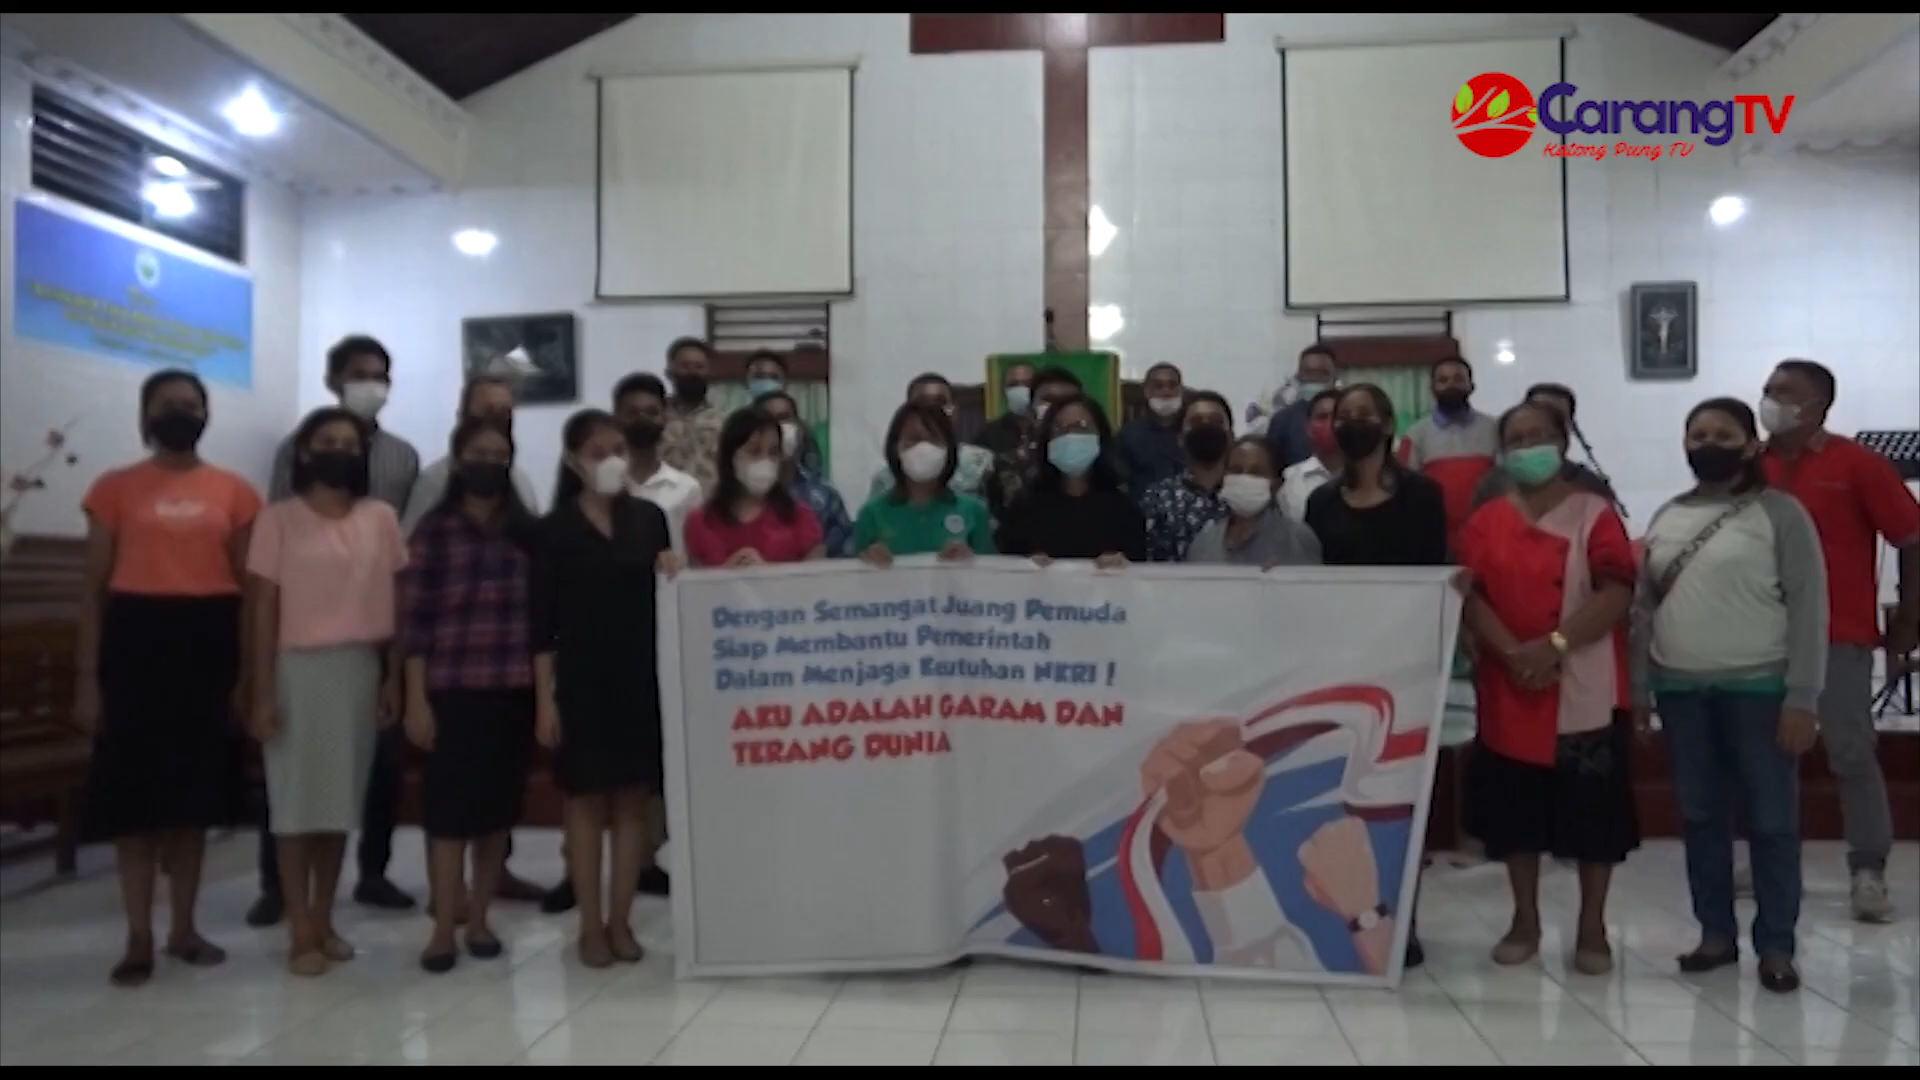 CarangTV
Katong Pung TV
Dengan Semangat Juang Pemuda
Siap Membantu Pemerintah
Dalam Menjaga Keutuhan NKRI !
AKU ADALAH GARAM DAN
TERANG DUNIA